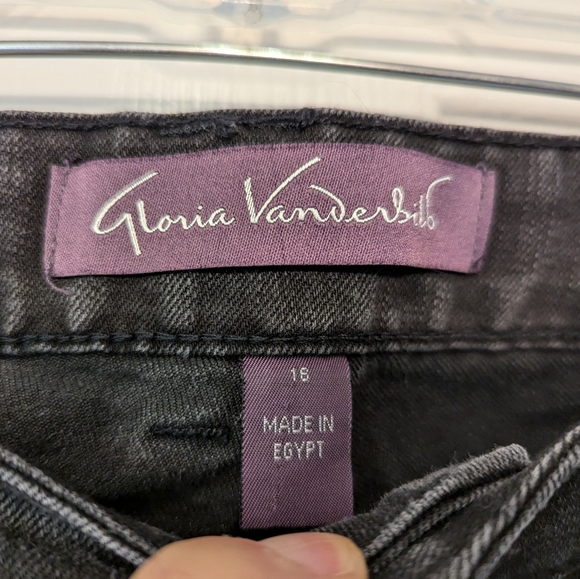 Gloria Vanderbilt
16
MADE IN
EGYPT